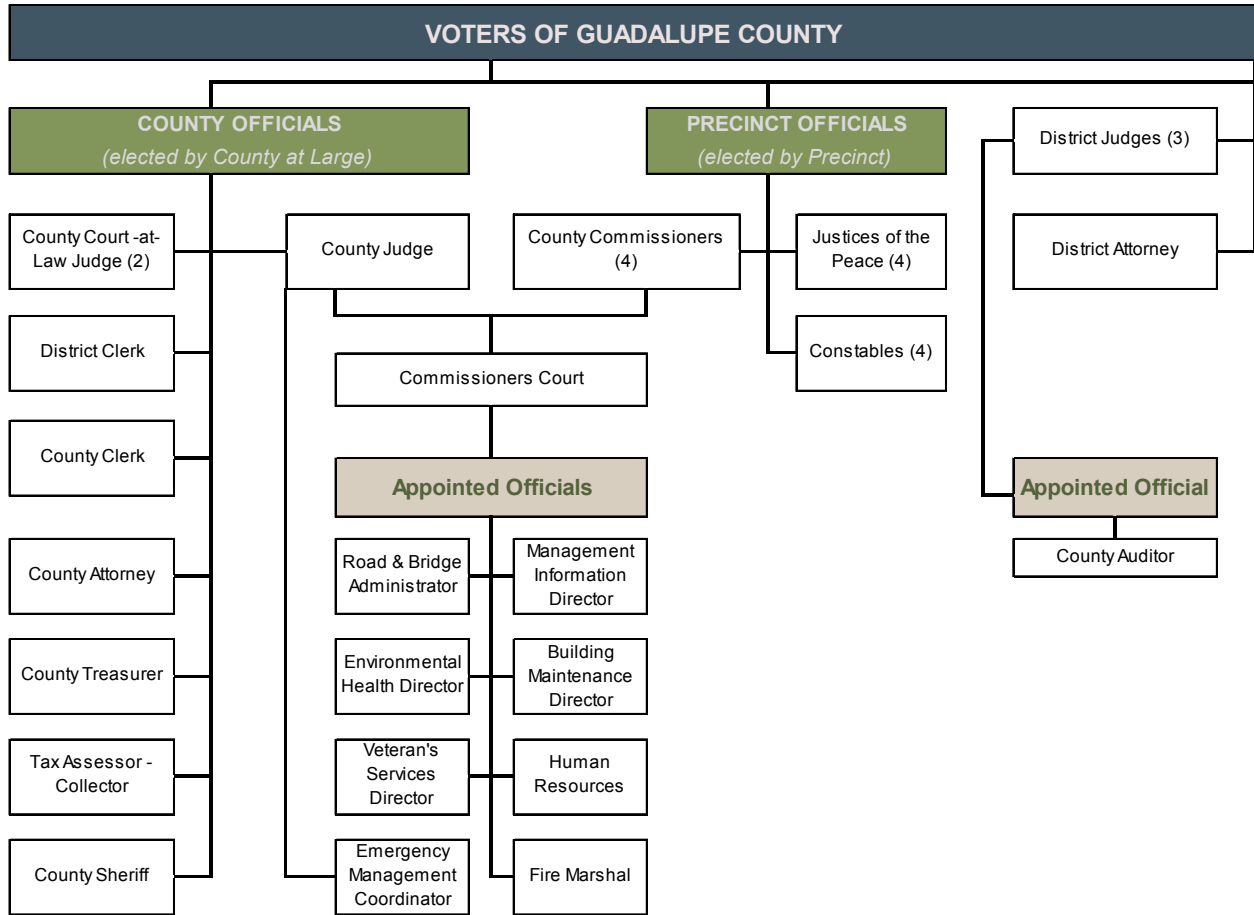 VOTERS OF GUADALUPE COUNTY
COUNTY OFFICIALS
(elected by County at Large)
PRECINCT OFFICIALS
(elected by Precinct)
District Judges (3)
County Court -at-
Law Judge (2)
County Judge
County Commissioners
(4)
Justices of the
Peace (4)
District Attorney
District Clerk
Commissioners Court
Constables (4)
County Clerk
Appointed Officials
Appointed Official
County Attorney
Road & Bridge
Administrator
Management
Information
Director
County Auditor
County Treasurer
Environmental
Health Director
Building
Maintenance
Director
Tax Assessor -
Collector
Veteran's
Services
Director
Human
Resources
County Sheriff
Emergency
Management
Coordinator
Fire Marshal